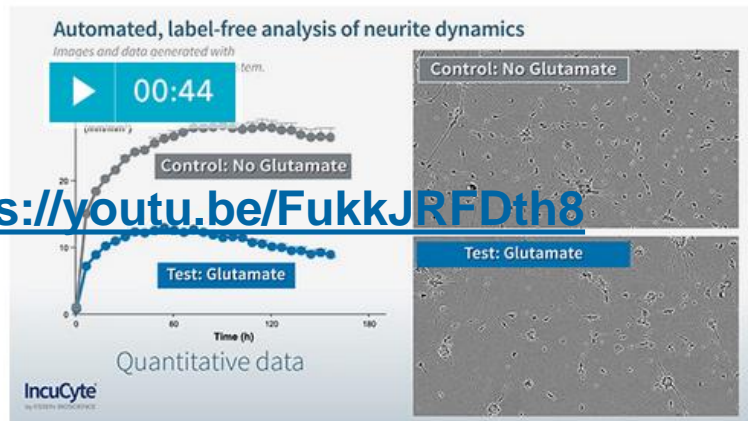 Automated, label-free analysis of neurite dynamics
Images and data generated with
tem.
00:44
Control: No Glutamate
20
Control: No Glutamate
s://youtu.be/FukkJRFDth8
10
Test: Glutamate
Test: Glutamate
0
60
120
180
Time (h)
Quantitative data
IncuCyte